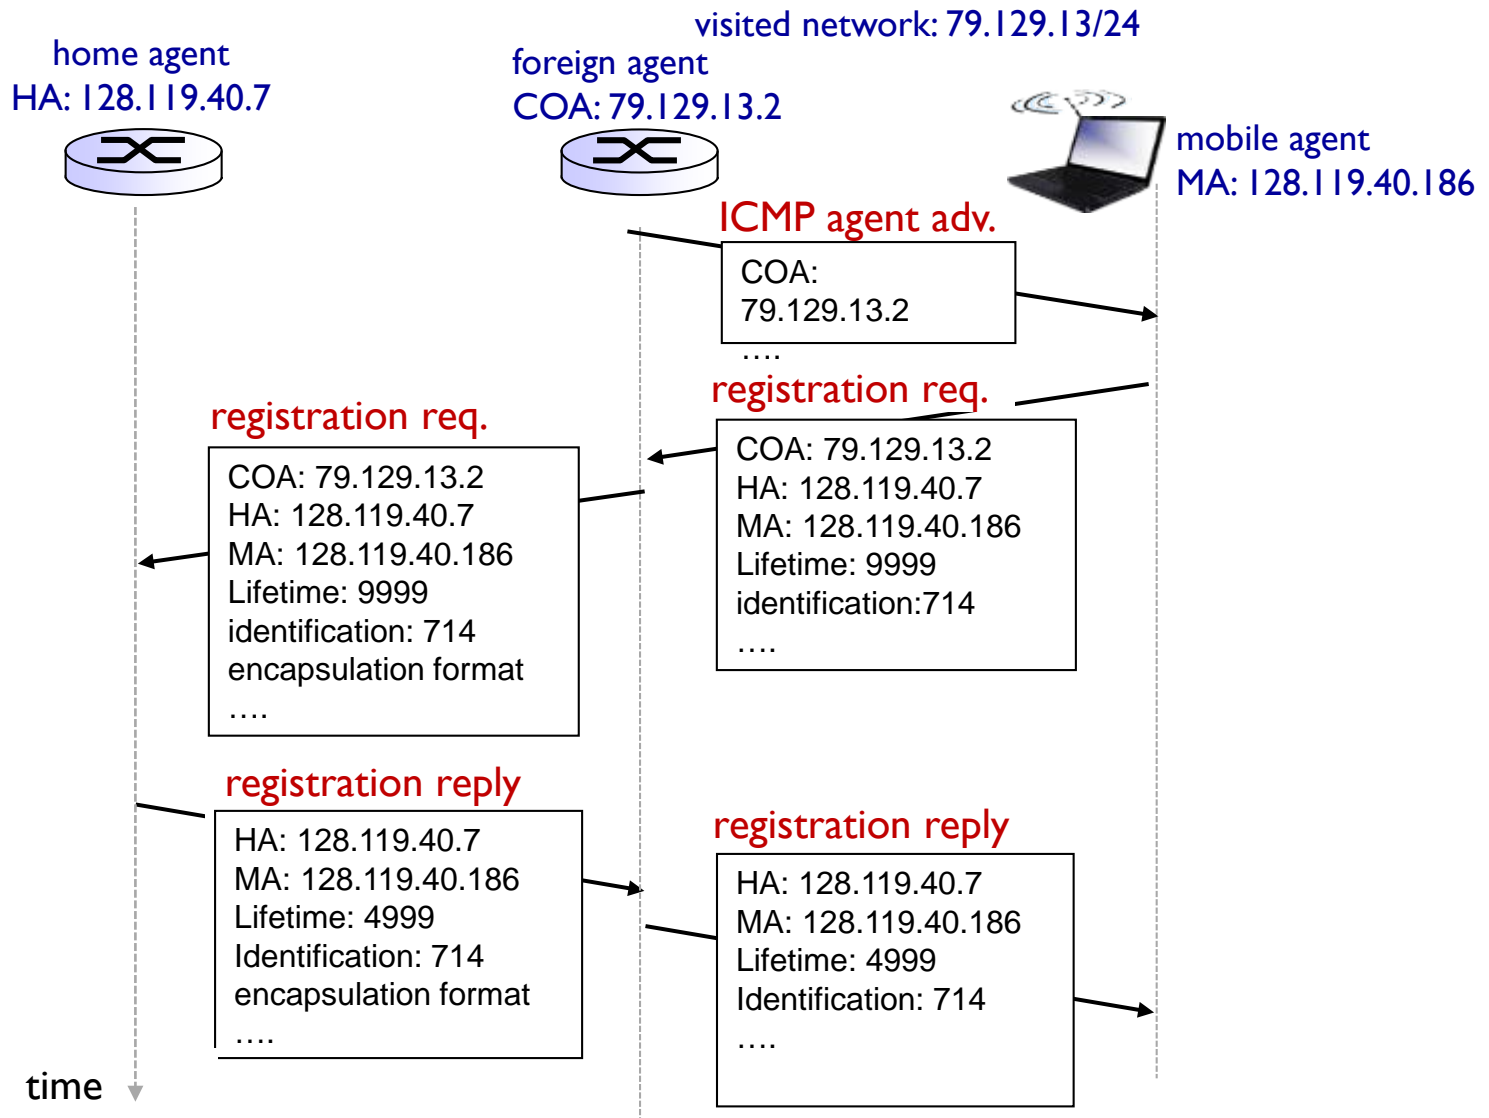 visited network: 79.129.13/24
home agent
HA: 128.119.40.7
foreign agent
COA: 79.129.13.2
mobile agent
MA: 128.119.40.186
ICMP agent adv.
COA:
79.129.13.2
….
registration req.
COA: 79.129.13.2
HA: 128.119.40.7
MA: 128.119.40.186
Lifetime: 9999
identification:714
….
registration req.
COA: 79.129.13.2
HA: 128.119.40.7
MA: 128.119.40.186
Lifetime: 9999
identification: 714
encapsulation format
….
registration reply
HA: 128.119.40.7
MA: 128.119.40.186
Lifetime: 4999
Identification: 714
encapsulation format
….
registration reply
HA: 128.119.40.7
MA: 128.119.40.186
Lifetime: 4999
Identification: 714
….
time